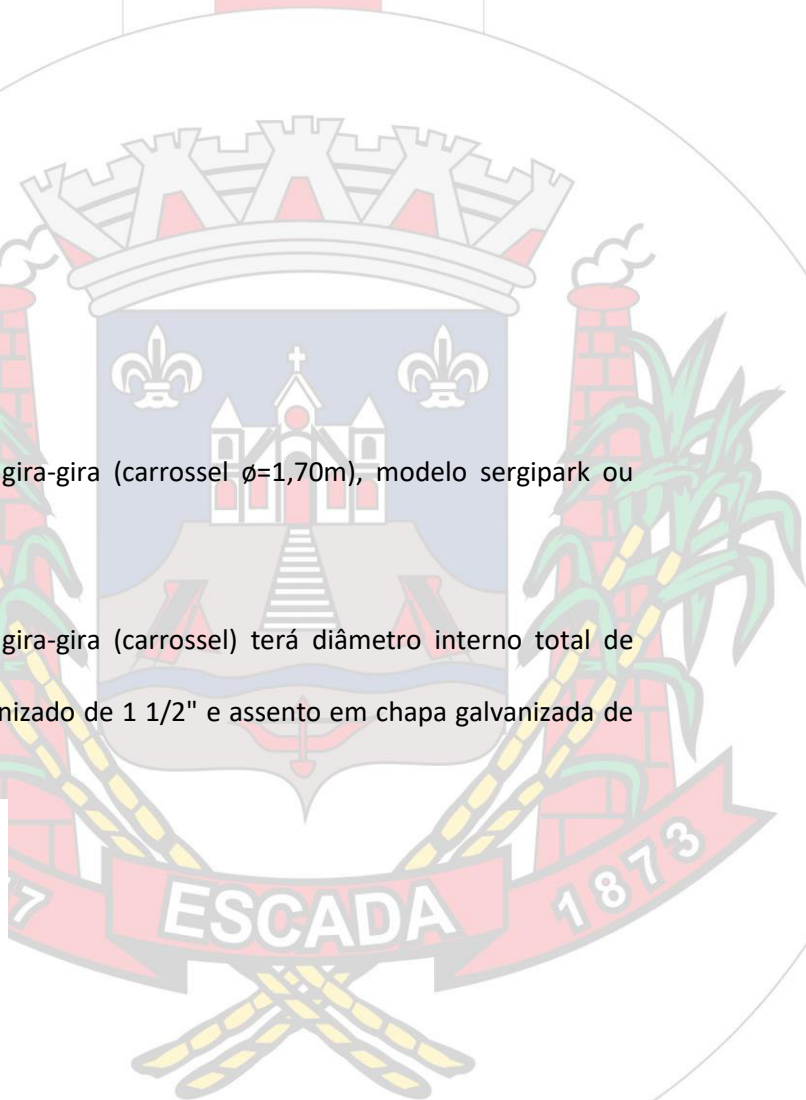 gira-gira (carrossel ø=1,70m), modelo sergipark ou
gira-gira (carrossel) terá diâmetro interno total de
nizado de 1 1/2" e assento em chapa galvanizada de
ESCADA
1873